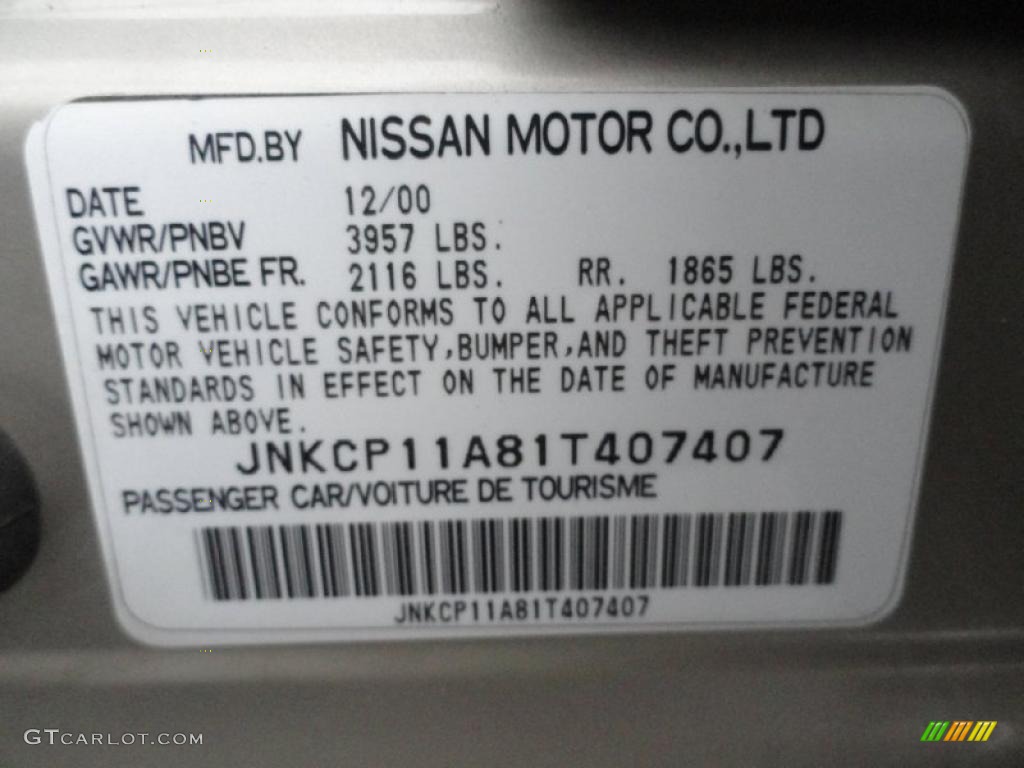 MFD.BY NISSAN MOTOR CO.,LTD
DATE 12/00
GVWR/PNBV 3957 LBS.
GAWR/PNBE FR. 2116 LBS. RR. 1865 LBS.
THIS VEHICLE CONFORMS TO ALL APPLICABLE FEDERAL
MOTOR VEHICLE SAFETY,BUMPER,AND THEFT PREVENTION
STANDARDS IN EFFECT ON THE DATE OF MANUFACTURE
SHOWN ABOVE.
JNKCP11A81T407407
PASSENGER CAR/VOITURE DE TOURISME
JNKCP11A81T407407
GTCARLOT.COM